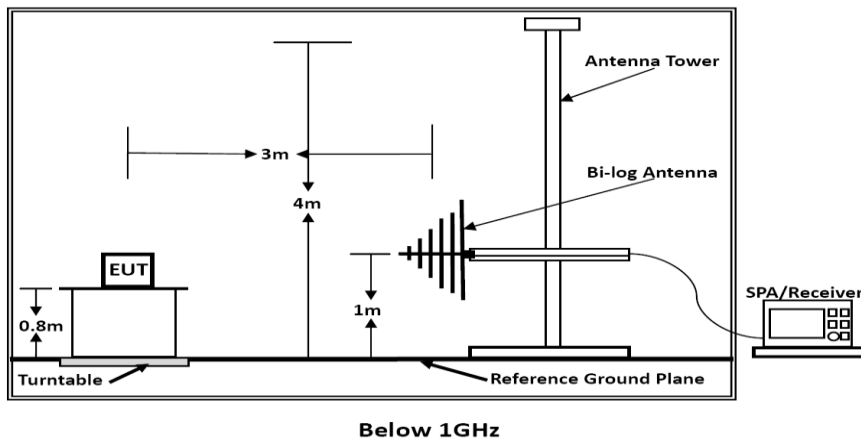 Antenna Tower
3m
Bi-log Antenna
4m
EUT
SPA/Receiver
0.8m
1m
Turntable
Reference Ground Plane
Below 1GHz